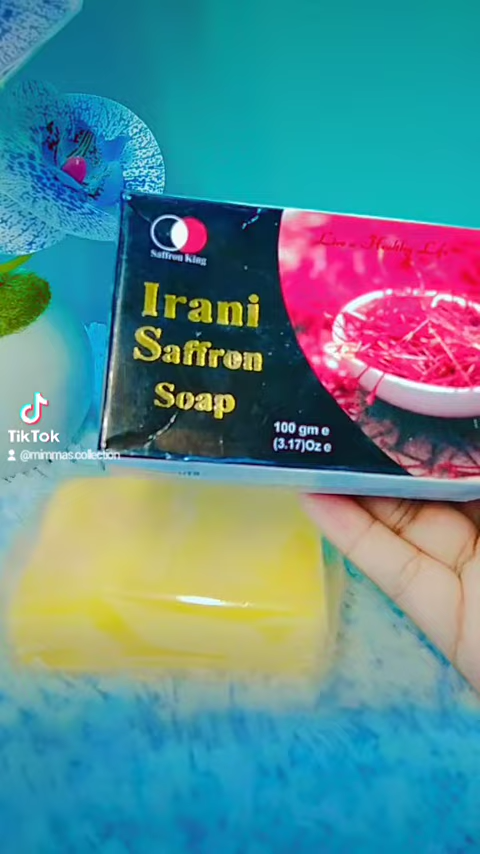 Saffron King
Live a Healthy Life
Irani
Saffron
Soap
100 gm e
(3.17)Oz e
TikTok
@mimmas.collection